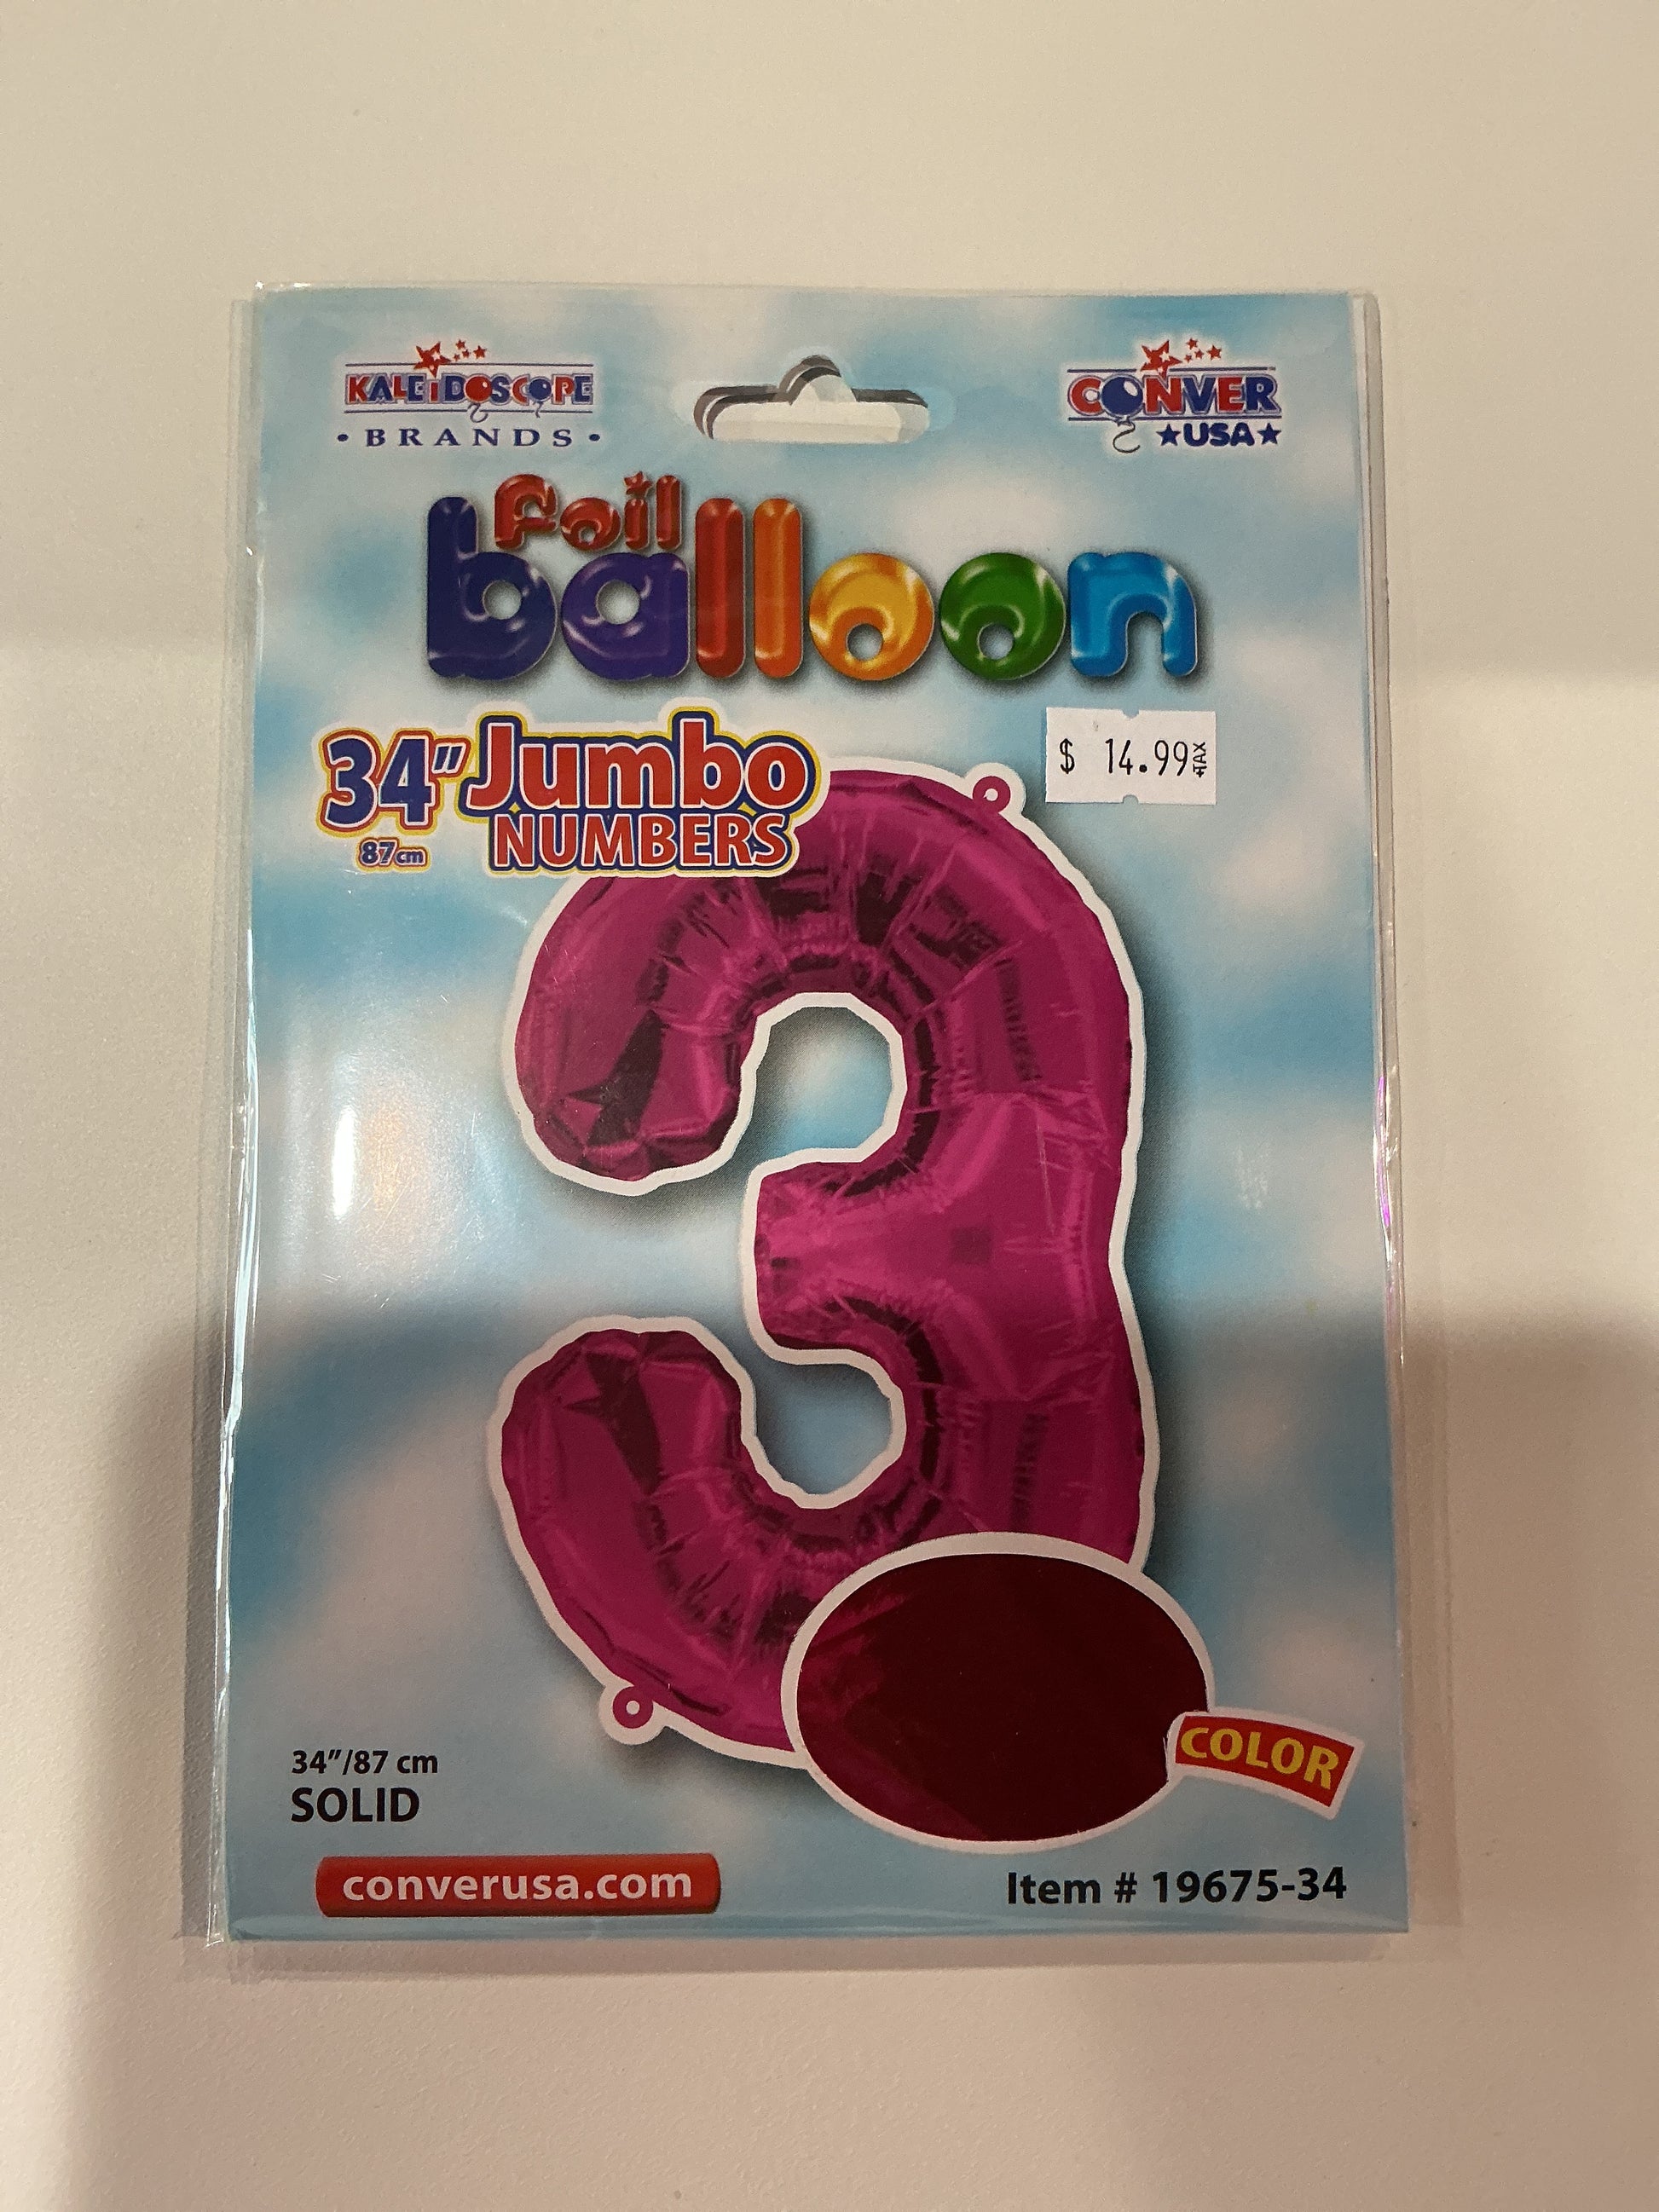 KALEIDOSCOPE
• BRANDS •
CONVER
★USA★
foil
balloon
34" Jumbo
87cm NUMBERS
$ 14.99 +TAX
3
34"/87 cm
SOLID
COLOR
converusa.com
Item # 19675-34